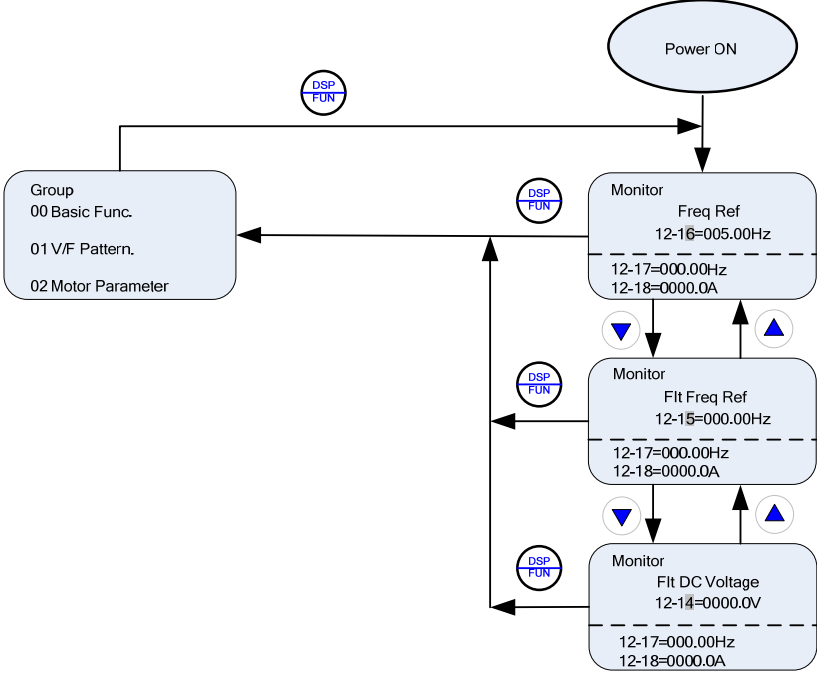 Power ON
DSP
FUN
Group
00 Basic Func.
01 V/F Pattern.
02 Motor Parameter
DSP
FUN
Monitor
Freq Ref
12-16=005.00Hz
12-17=000.00Hz
12-18=0000.0A
DSP
FUN
Monitor
Flt Freq Ref
12-15=000.00Hz
12-17=000.00Hz
12-18=0000.0A
DSP
FUN
Monitor
Flt DC Voltage
12-14=0000.0V
12-17=000.00Hz
12-18=0000.0A